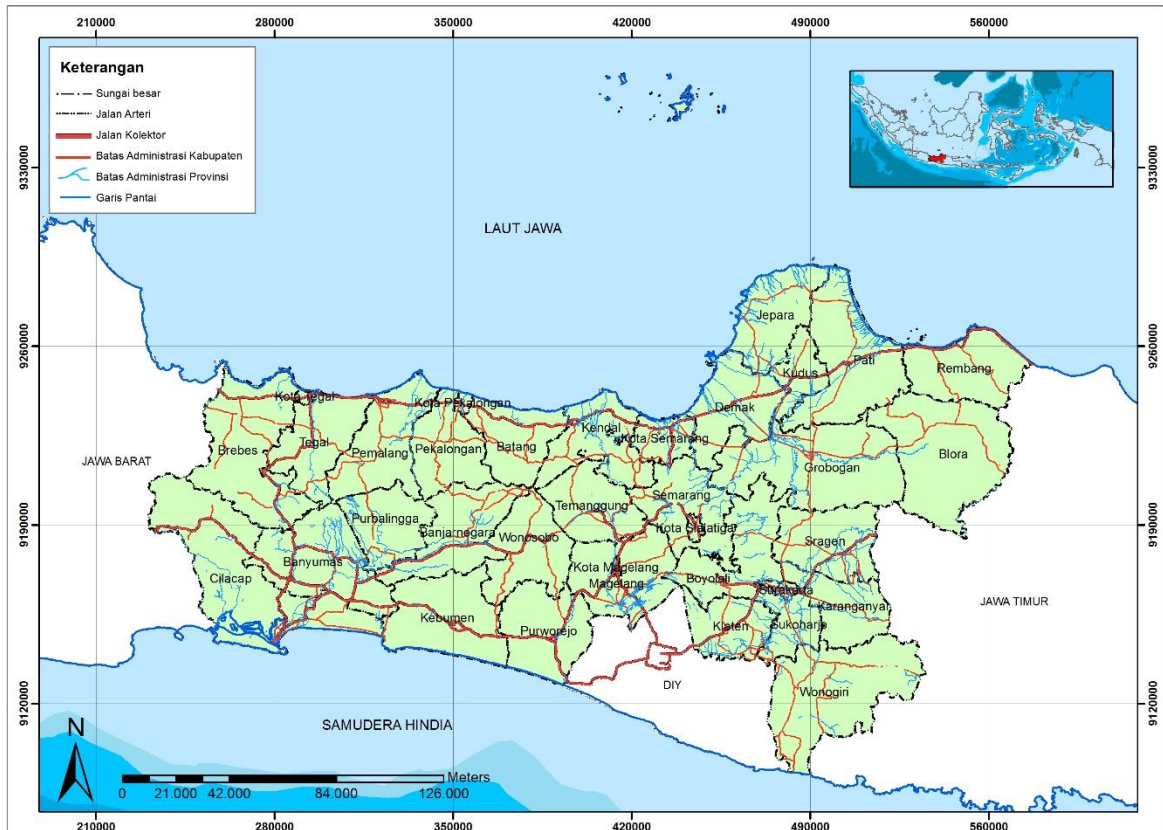 210000 280000 350000 420000 490000 560000
Keterangan
Sungai besar
Jalan Arteri
Jalan Kolektor
Batas Administrasi Kabupaten
Batas Administrasi Provinsi
Garis Pantai
9330000 9330000
LAUT JAWA
Jepara
9260000 9260000
Kudus
Pati
Rembang
Kota Tegal
Kota Pekalongan
Demak
Kendal
Kota Semarang
Tegal
Brebes
Pemalang
Pekalongan
Batang
JAWA BARAT
Blora
Grobogan
Semarang
Temanggung
Purbalingga
9190000 9190000
Banjarnegara
Wonosobo
Kota Salatiga
Sragen
Banyumas
Kota Magelang
Cilacap
Magelang
Boyolali
Surakarta
JAWA TIMUR
Karanganyar
Kebumen
Purworejo
Klaten
Sukoharjo
DIY
Wonogiri
9120000 9120000
SAMUDERA HINDIA
N
Meters
0 21.000 42.000 84.000 126.000
210000 280000 350000 420000 490000 560000